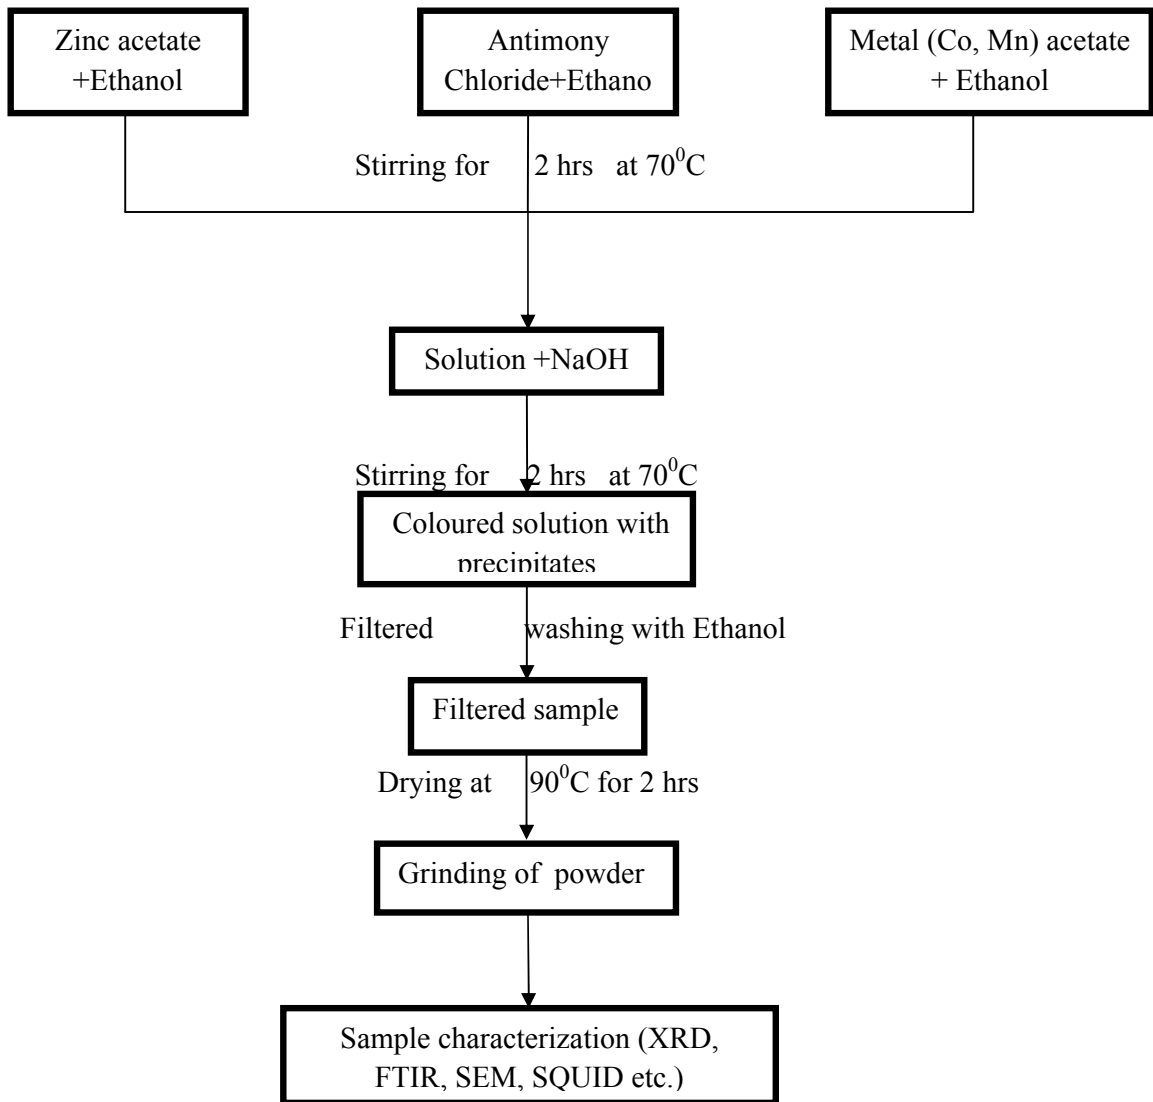 Zinc acetate
+Ethanol
Antimony
Chloride+Ethano
Metal (Co, Mn) acetate
+ Ethanol
Stirring for 2 hrs at 70⁰C
Solution +NaOH
Stirring for 2 hrs at 70⁰C
Coloured solution with
precipitates
Filtered washing with Ethanol
Filtered sample
Drying at 90⁰C for 2 hrs
Grinding of powder
Sample characterization (XRD,
FTIR, SEM, SQUID etc.)